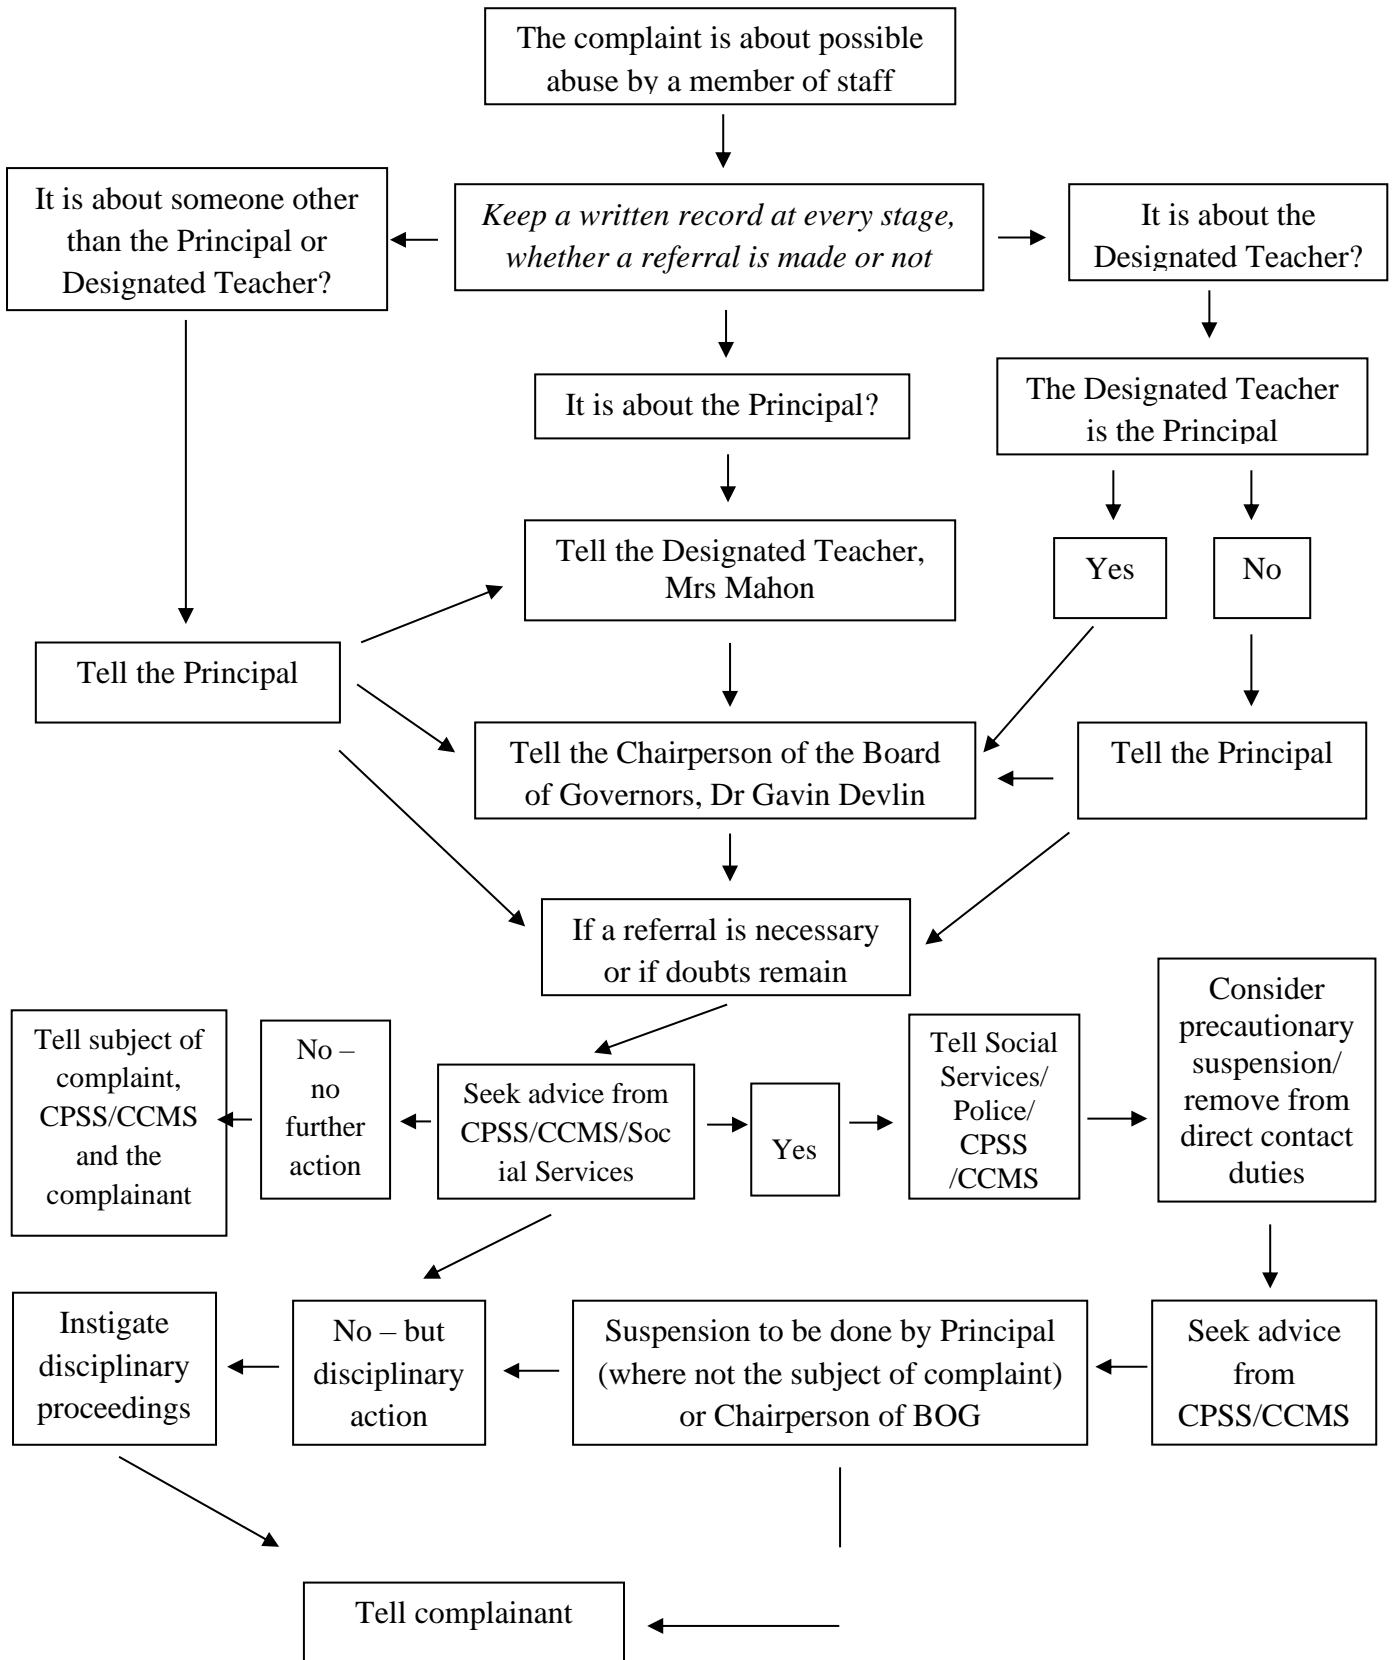 The complaint is about possible
abuse by a member of staff
It is about someone other
than the Principal or
Designated Teacher?
Keep a written record at every stage,
whether a referral is made or not
It is about the
Designated Teacher?
It is about the Principal?
The Designated Teacher
is the Principal
Tell the Designated Teacher,
Mrs Mahon
Yes
No
Tell the Principal
Tell the Chairperson of the Board
of Governors, Dr Gavin Devlin
Tell the Principal
If a referral is necessary
or if doubts remain
Tell subject of
complaint,
CPSS/CCMS
and the
complainant
No –
no
further
action
Seek advice from
CPSS/CCMS/Soc
ial Services
Yes
Tell Social
Services/
Police/
CPSS
/CCMS
Consider
precautionary
suspension/
remove from
direct contact
duties
Instigate
disciplinary
proceedings
No – but
disciplinary
action
Suspension to be done by Principal
(where not the subject of complaint)
or Chairperson of BOG
Seek advice
from
CPSS/CCMS
Tell complainant